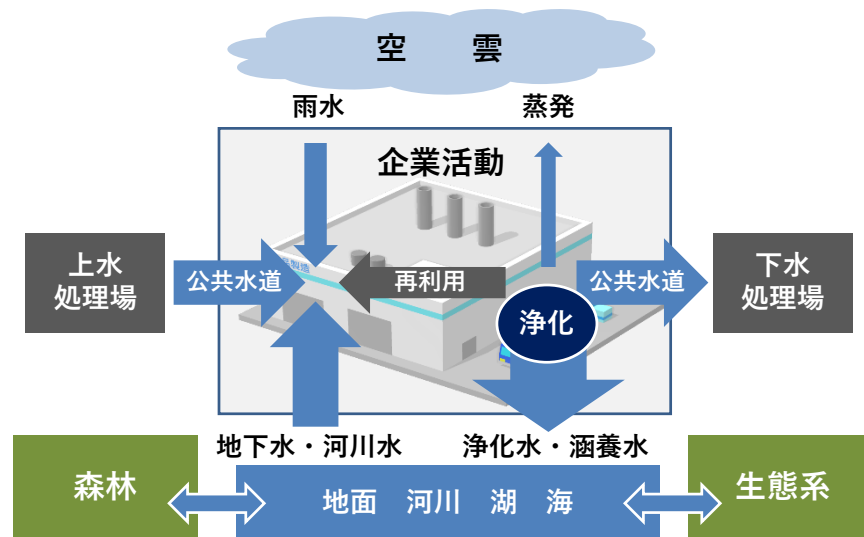 空 雲
雨水
蒸発
企業活動
製造
上水
処理場
公共水道
再利用
公共水道
下水
処理場
浄化
地下水・河川水
浄化水・涵養水
森林
地面 河川 湖 海
生態系